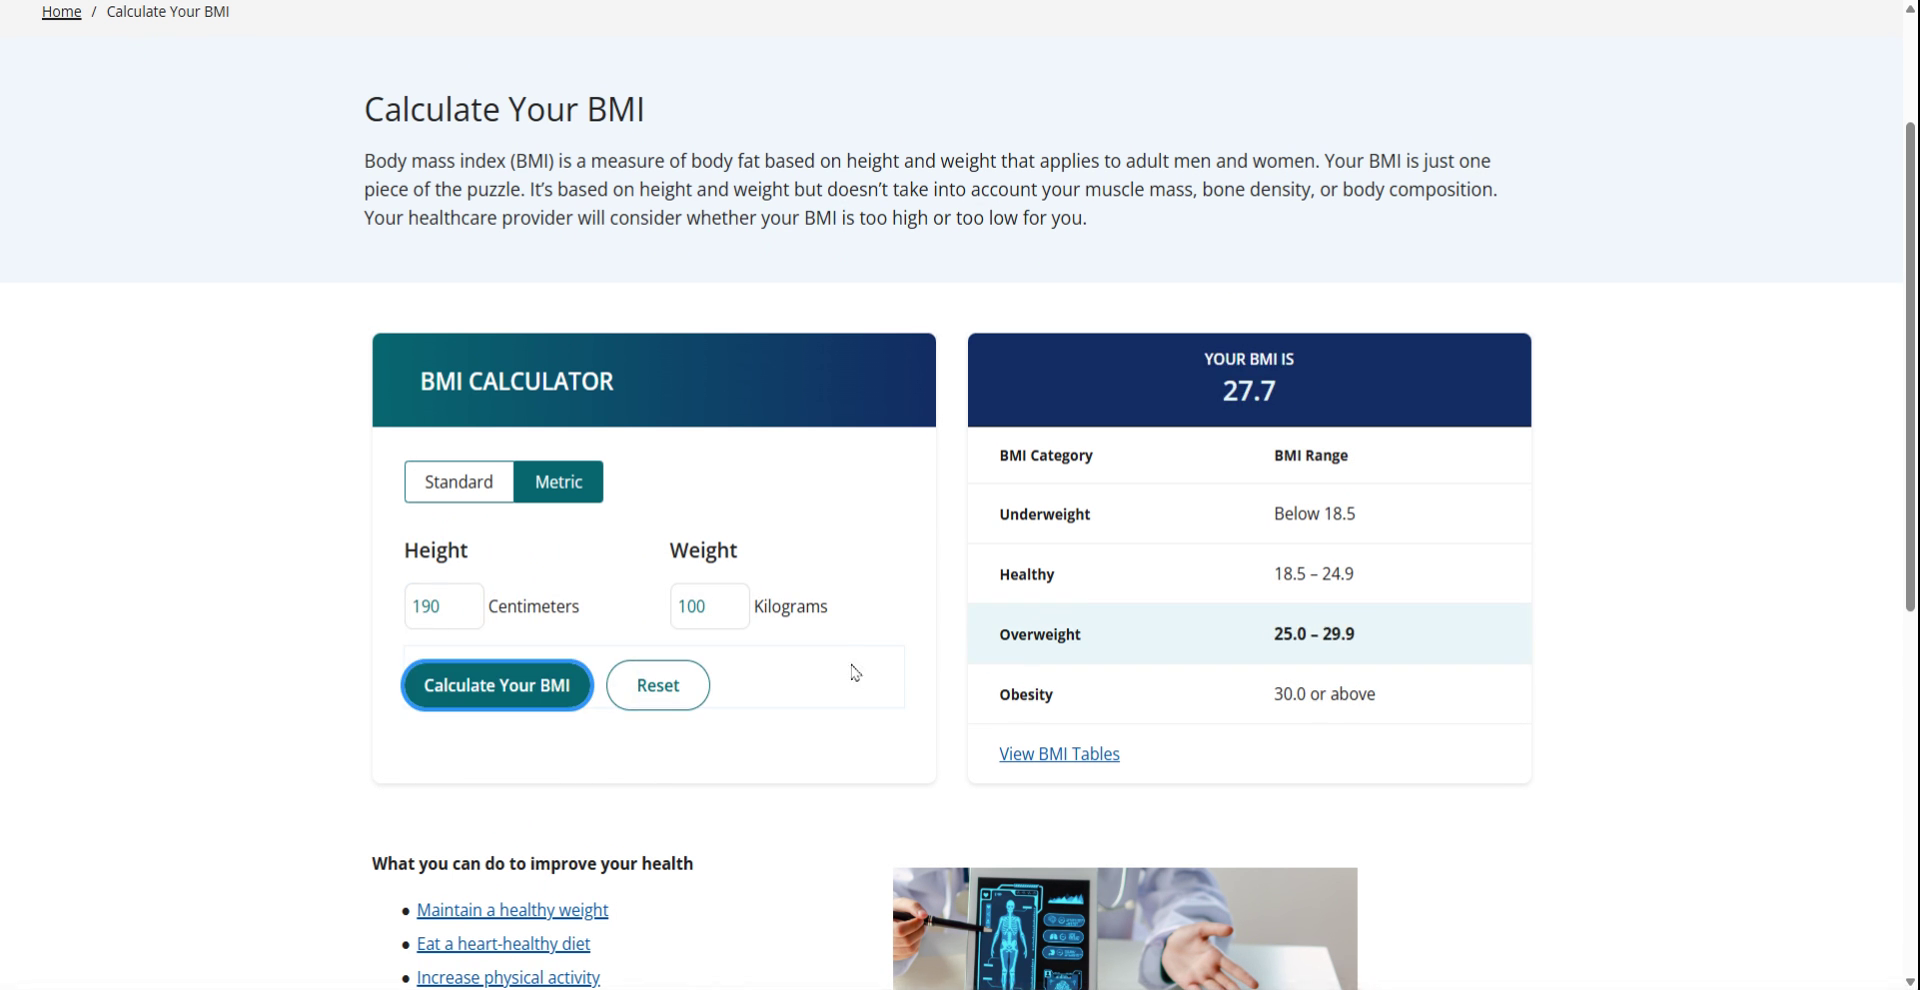 Home / Calculate Your BMI
Calculate Your BMI
Body mass index (BMI) is a measure of body fat based on height and weight that applies to adult men and women. Your BMI is just one
piece of the puzzle. It’s based on height and weight but doesn’t take into account your muscle mass, bone density, or body composition.
Your healthcare provider will consider whether your BMI is too high or too low for you.
BMI CALCULATOR
Standard Metric
Height Weight
190 Centimeters 100 Kilograms
Calculate Your BMI Reset
YOUR BMI IS
27.7
BMI Category BMI Range
Underweight Below 18.5
Healthy 18.5 – 24.9
Overweight 25.0 – 29.9
Obesity 30.0 or above
View BMI Tables
What you can do to improve your health
• Maintain a healthy weight
• Eat a heart-healthy diet
• Increase physical activity